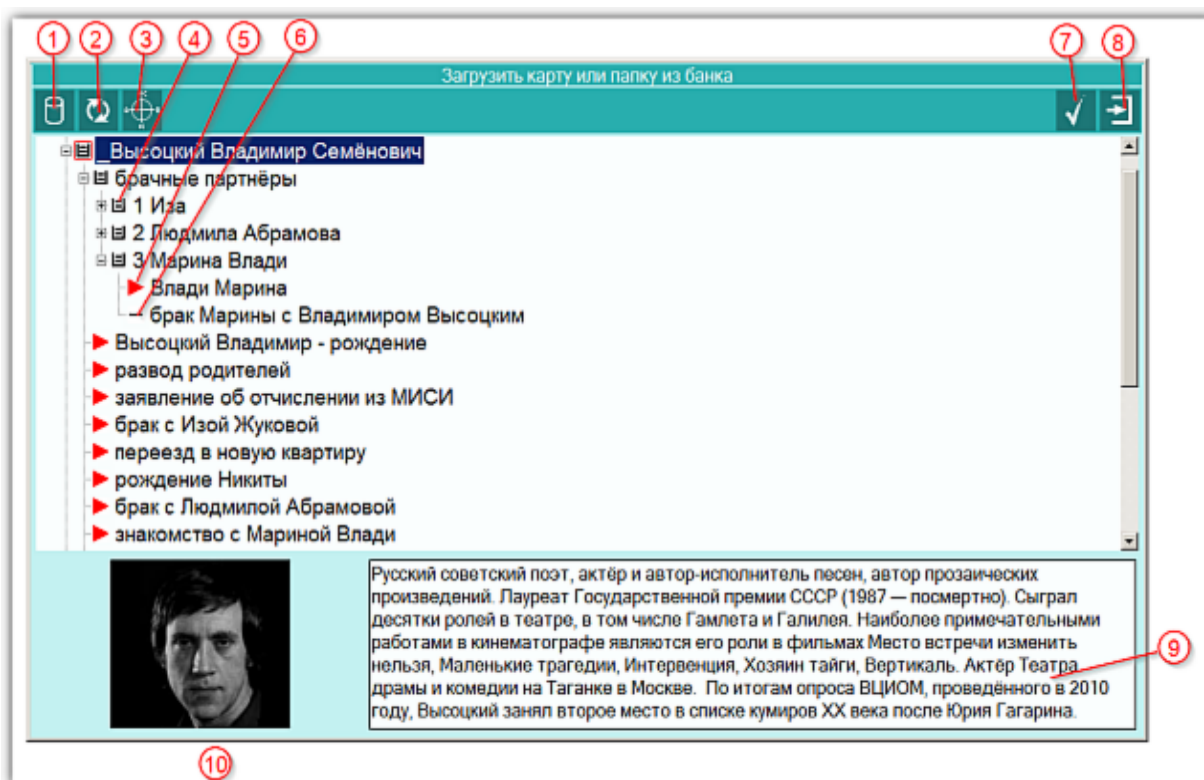 1 2 3 4 5 6 7 8
Загрузить карту или папку из банка
_Высоцкий Владимир Семёнович
брачные партнёры
1 Иза
2 Людмила Абрамова
3 Марина Влади
Влади Марина
брак Марины с Владимиром Высоцким
Высоцкий Владимир - рождение
развод родителей
заявление об отчислении из МИСИ
брак с Изой Жуковой
переезд в новую квартиру
рождение Никиты
брак с Людмилой Абрамовой
знакомство с Мариной Влади
Русский советский поэт, актёр и автор-исполнитель песен, автор прозаических
произведений. Лауреат Государственной премии СССР (1987 — посмертно). Сыграл
десятки ролей в театре, в том числе Гамлета и Галилея. Наиболее примечательными
работами в кинематографе являются его роли в фильмах Место встречи изменить
нельзя, Маленькие трагедии, Интервенция, Хозяин тайги, Вертикаль. Актёр Театра
драмы и комедии на Таганке в Москве. По итогам опроса ВЦИОМ, проведённого в 2010
году, Высоцкий занял второе место в списке кумиров XX века после Юрия Гагарина.
9
10